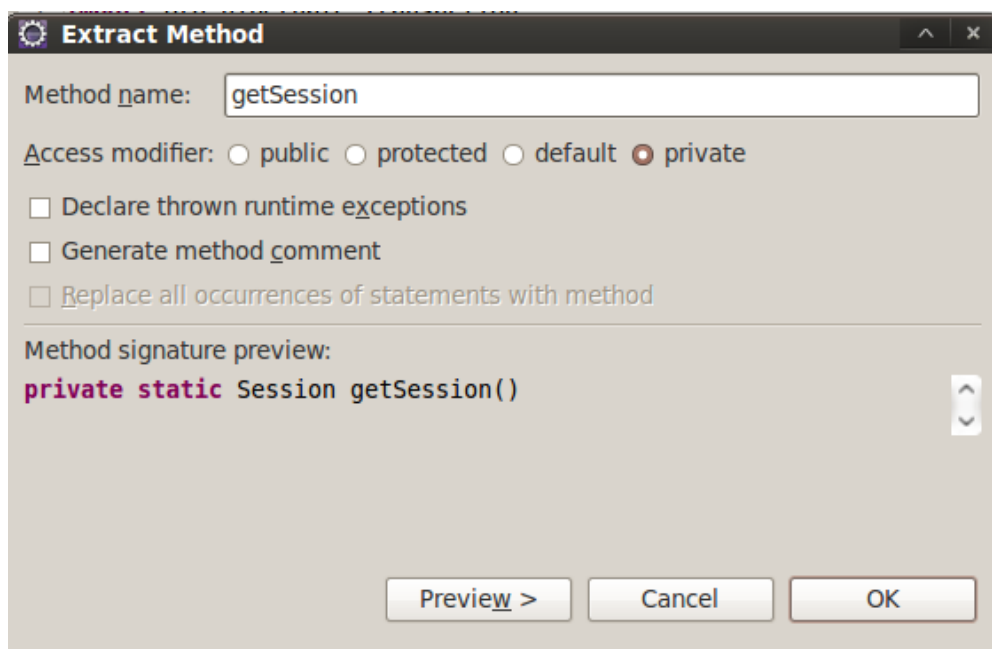 Extract Method
Method name: getSession
Access modifier: public protected default private
Declare thrown runtime exceptions
Generate method comment
Replace all occurrences of statements with method
Method signature preview:
private static Session getSession()
Preview > Cancel OK